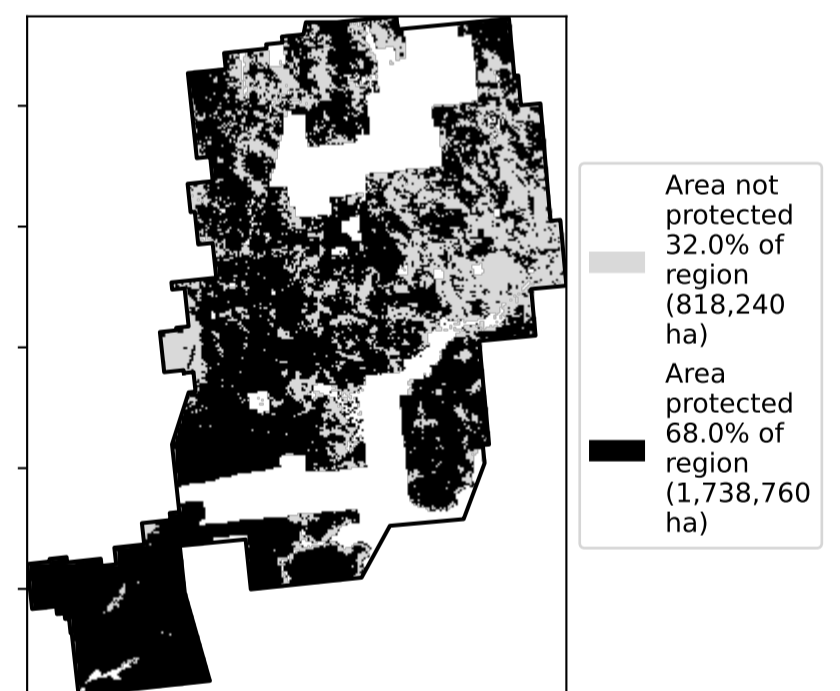 Area not
protected
32.0% of
region
(818,240
ha)
Area
protected
68.0% of
region
(1,738,760
ha)